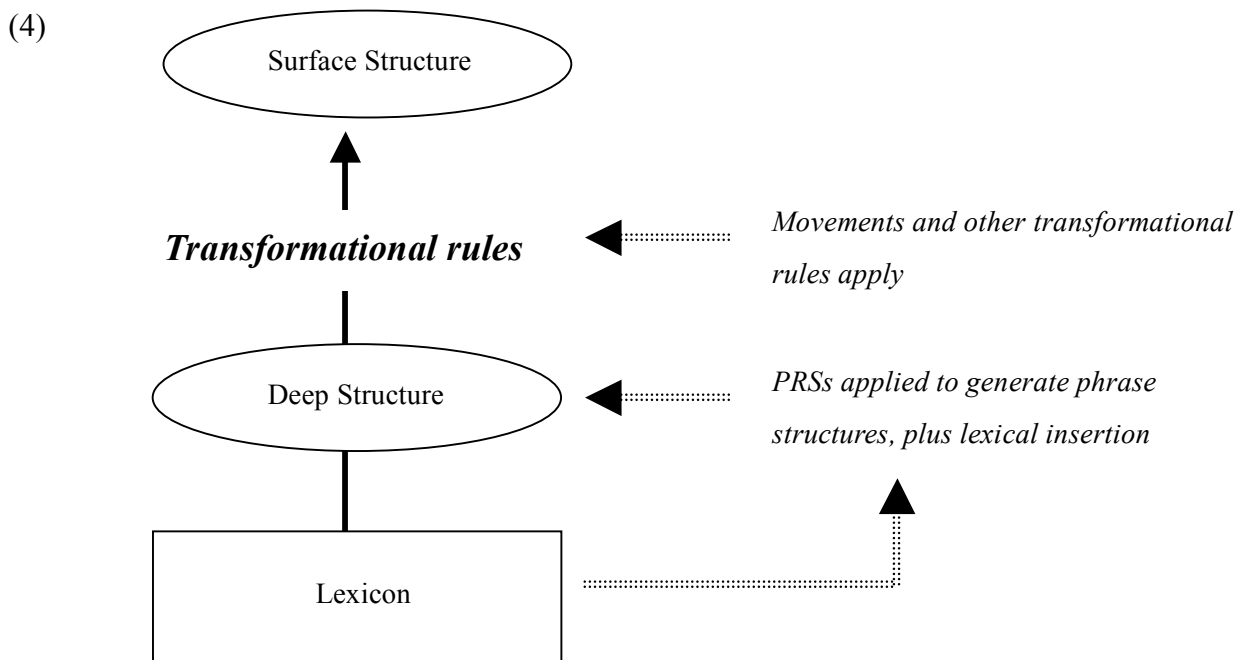 (4)
Surface Structure
Transformational rules
Movements and other transformational
rules apply
Deep Structure
PRSs applied to generate phrase
structures, plus lexical insertion
Lexicon